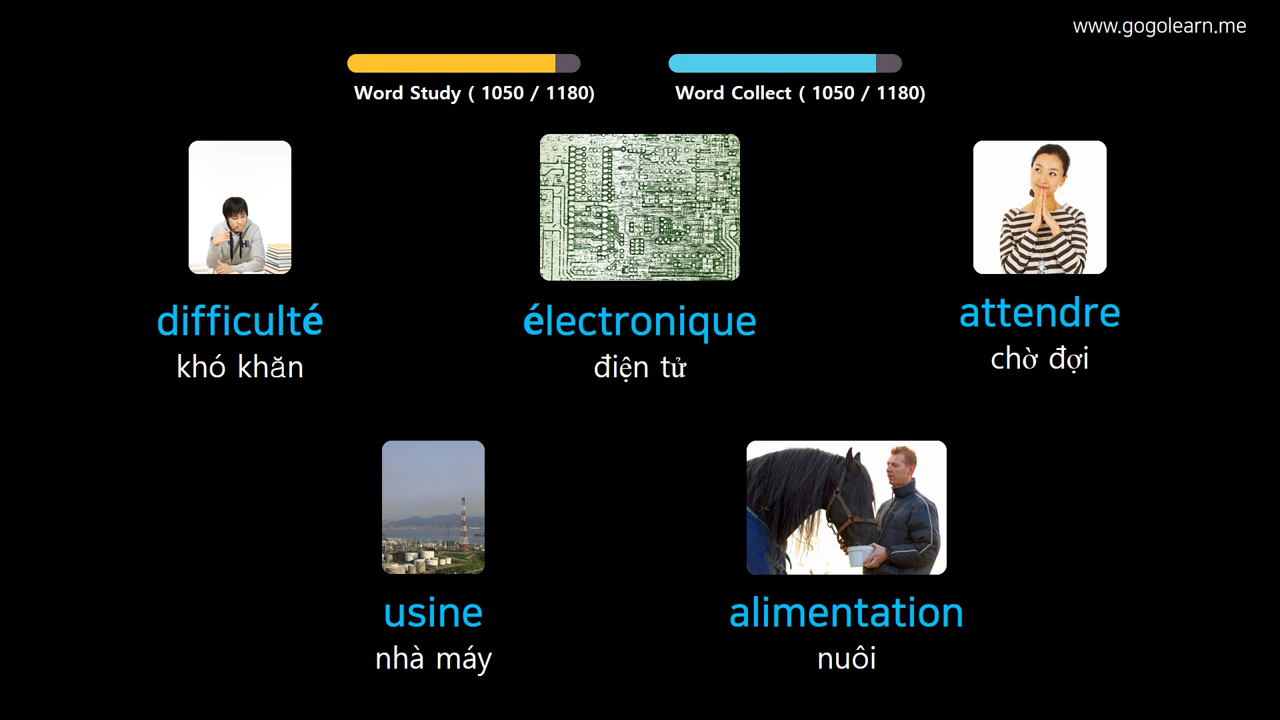 www.gogolearn.me
Word Study ( 1050 / 1180)
Word Collect ( 1050 / 1180)
difficulté
khó khăn
électronique
điện tử
attendre
chờ đợi
usine
nhà máy
alimentation
nuôi